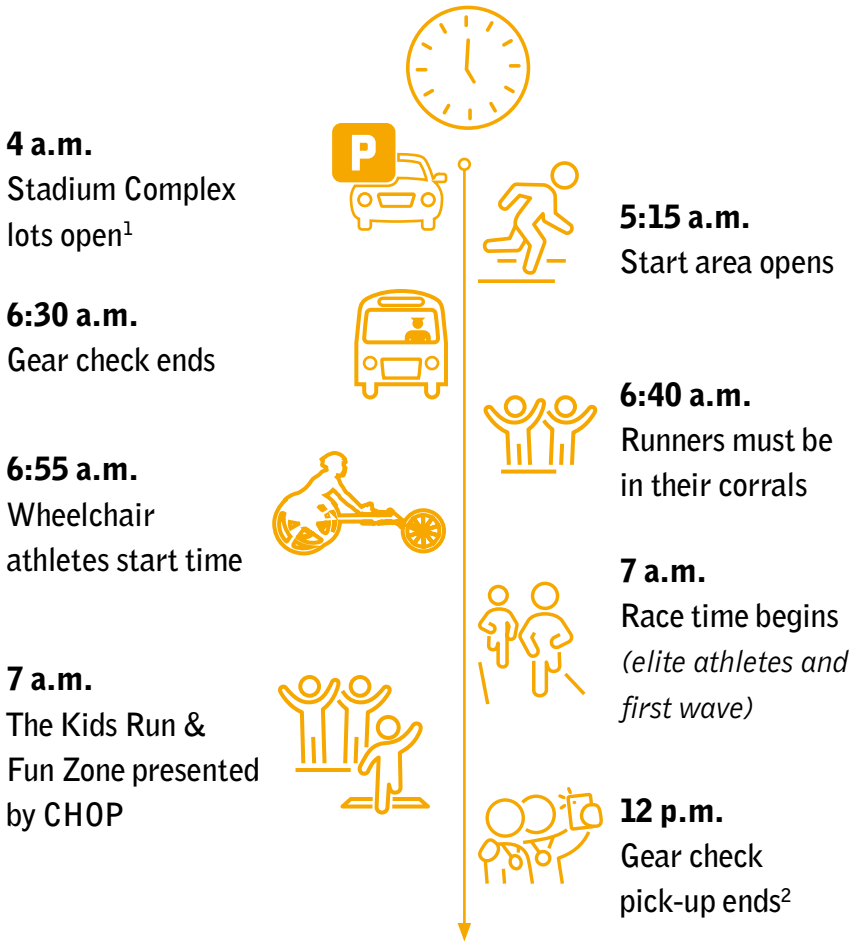 P
4 a.m.
Stadium Complex
lots open¹
5:15 a.m.
Start area opens
6:30 a.m.
Gear check ends
6:40 a.m.
Runners must be
in their corrals
6:55 a.m.
Wheelchair
athletes start time
7 a.m.
Race time begins
(elite athletes and
first wave)
7 a.m.
The Kids Run &
Fun Zone presented
by CHOP
12 p.m.
Gear check
pick-up ends²